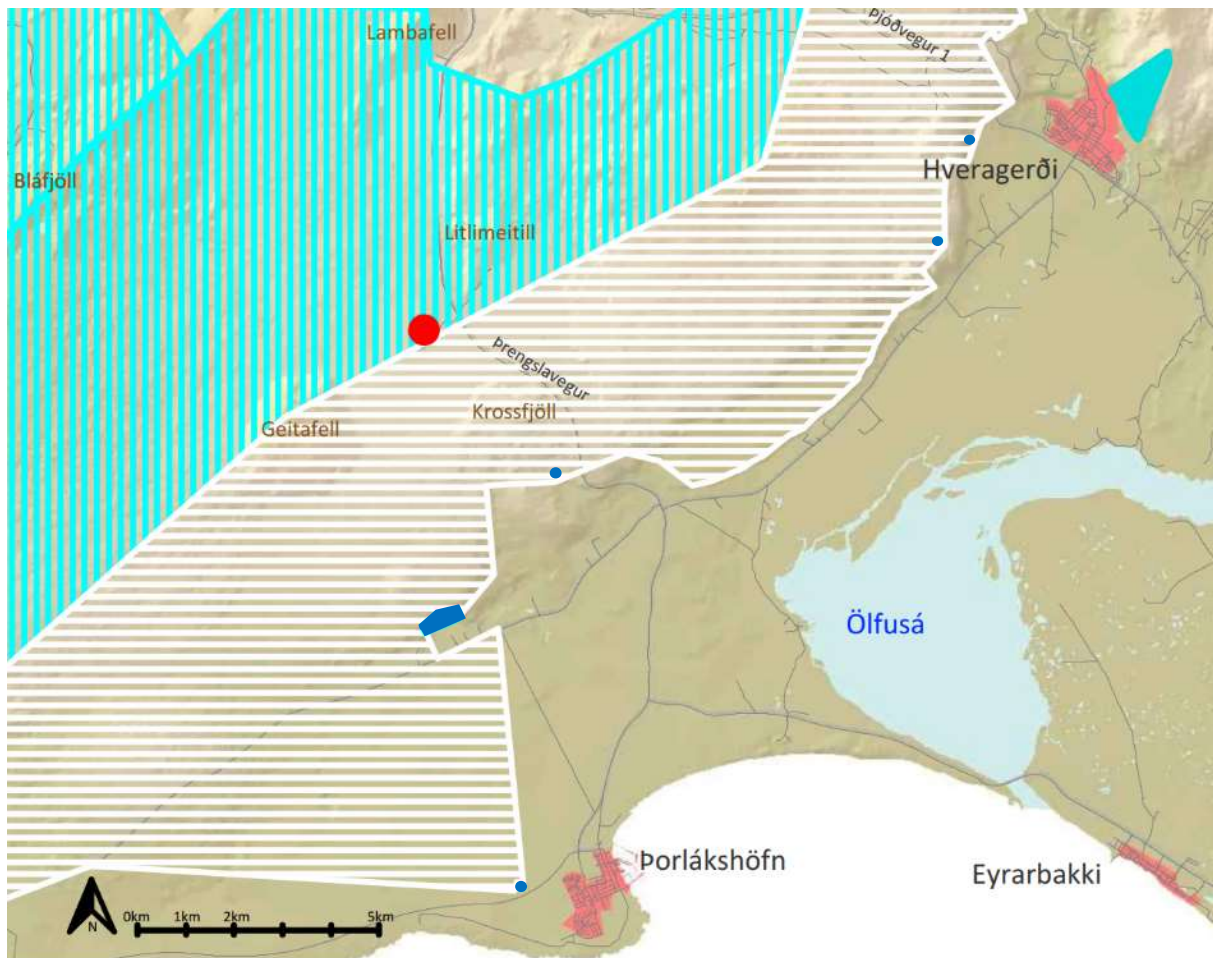 Þjóðvegur 1
Lambafell
Hveragerði
Bláfjöll
Litlimeitill
Þrengslavegur
Krossfjöll
Geitafell
Ölfusá
Þorlákshöfn
Eyrarbakki
N
0km 1km 2km 5km